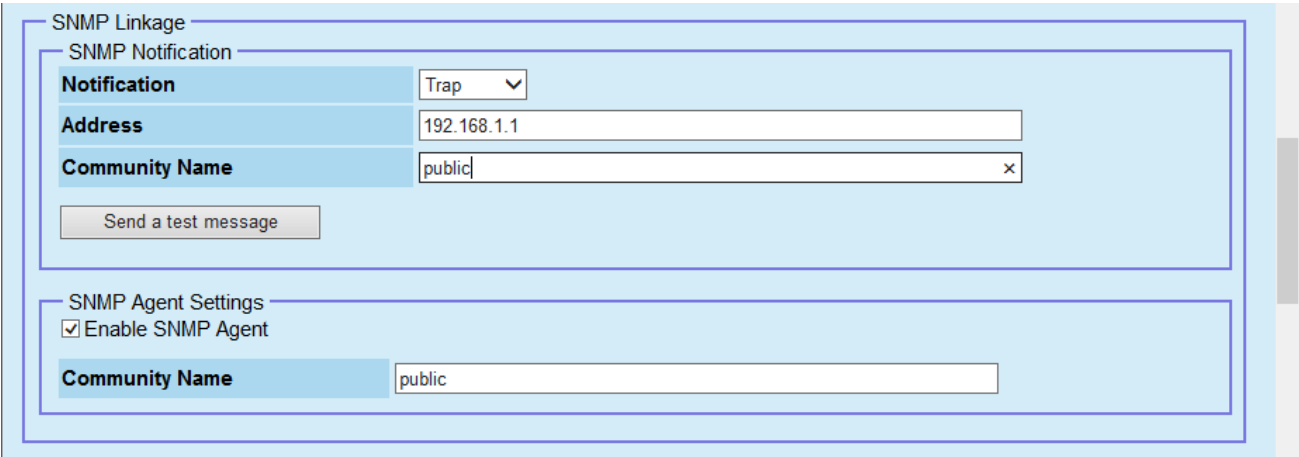 SNMP Linkage
SNMP Notification
Notification Trap
Address 192.168.1.1
Community Name public ×
Send a test message
SNMP Agent Settings
Enable SNMP Agent
Community Name public